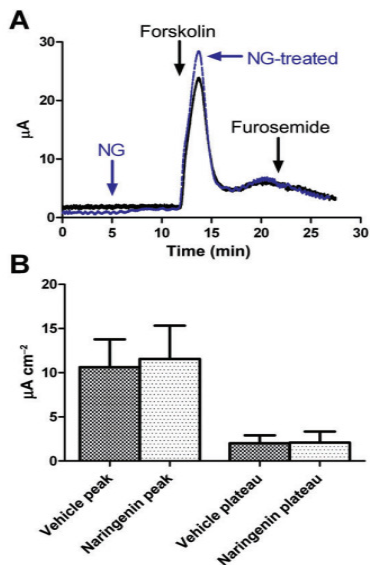 A
Forskolin
30
NG-treated
20
µA
Furosemide
NG
10
0
0 5 10 15 20 25 30
Time (min)
B
20
15
µA cm⁻²
10
5
0
Vehicle peak
Naringenin peak
Vehicle plateau
Naringenin plateau